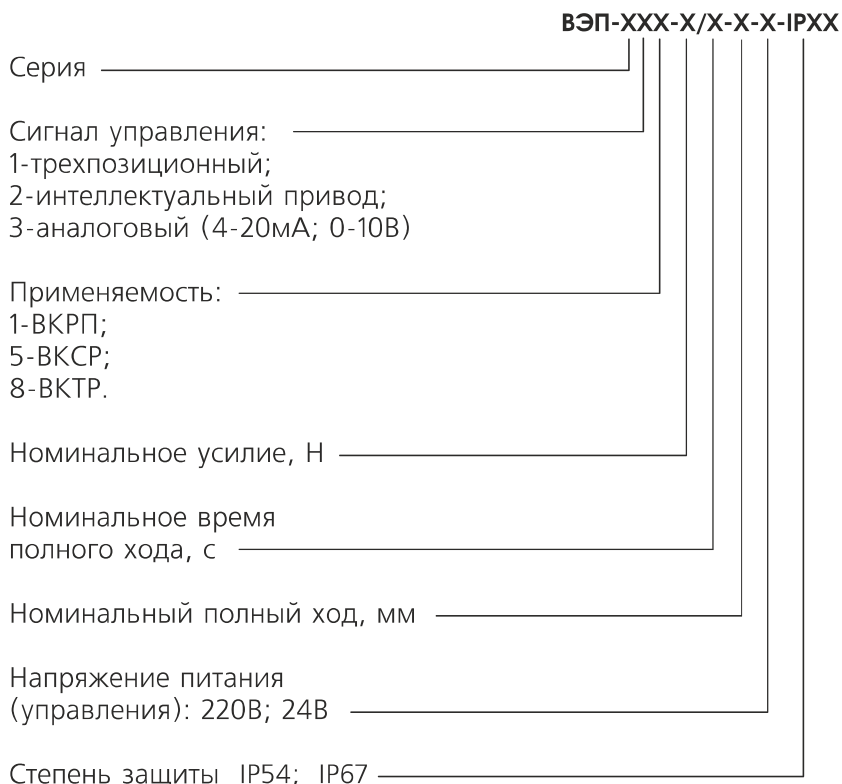 ВЭП-ХХХ-Х/Х-Х-Х-IPХХ
Серия
Сигнал управления:
1-трехпозиционный;
2-интеллектуальный привод;
3-аналоговый (4-20мА; 0-10В)
Применяемость:
1-ВКРП;
5-ВКСР;
8-ВКТР.
Номинальное усилие, Н
Номинальное время
полного хода, с
Номинальный полный ход, мм
Напряжение питания
(управления): 220В; 24В
Степень защиты IP54; IP67